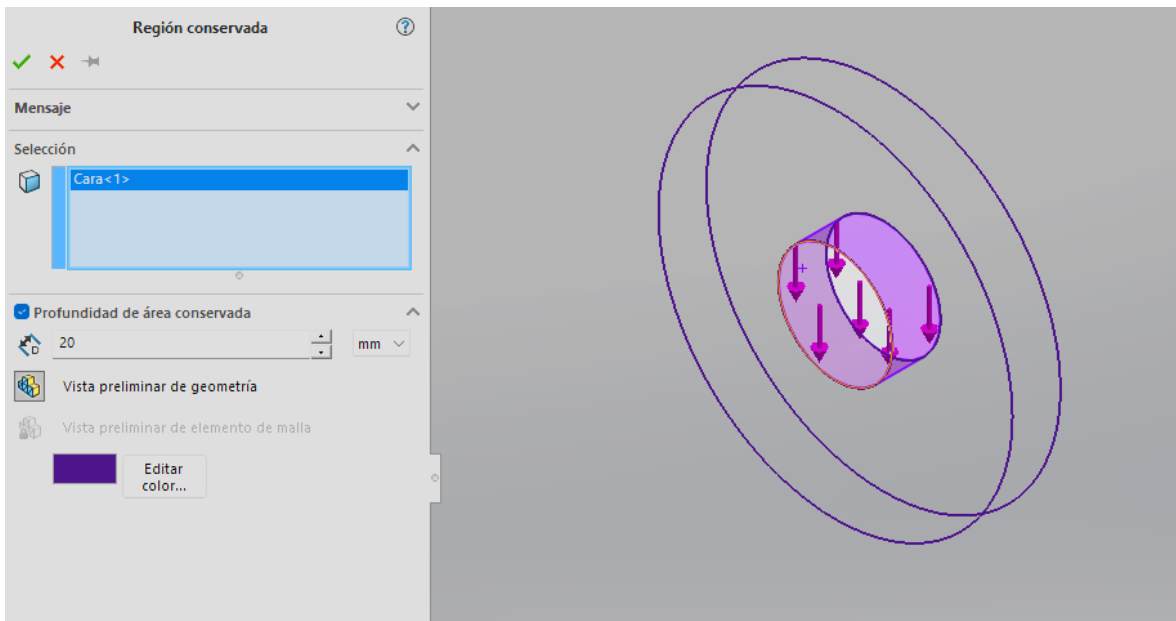 Región conservada
Mensaje
Selección
Cara<1>
Profundidad de área conservada
D 20 mm
Vista preliminar de geometría
Vista preliminar de elemento de malla
Editar
color...